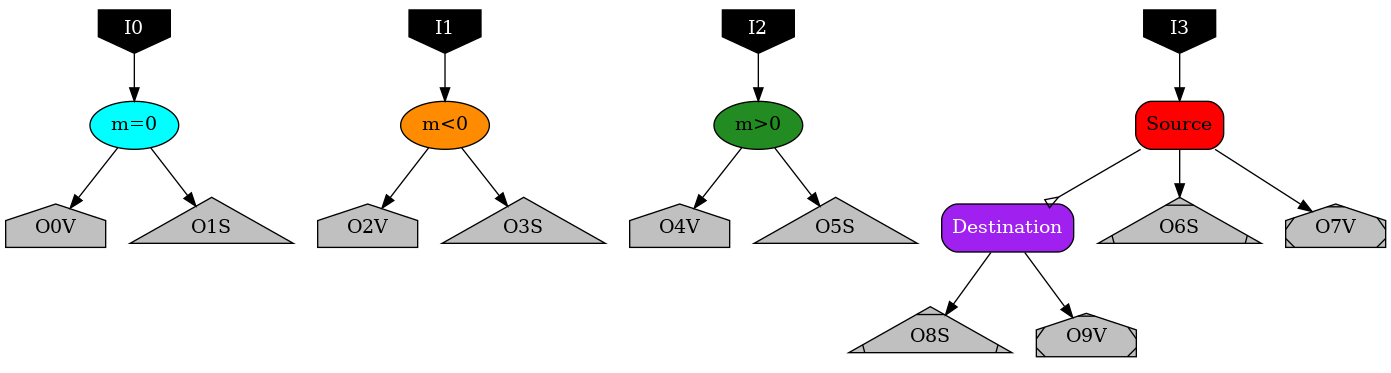 I0
I1
I2
I3
m=0
m<0
m>0
Source
O0V
O1S
O2V
O3S
O4V
O5S
Destination
O6S
O7V
O8S
O9V